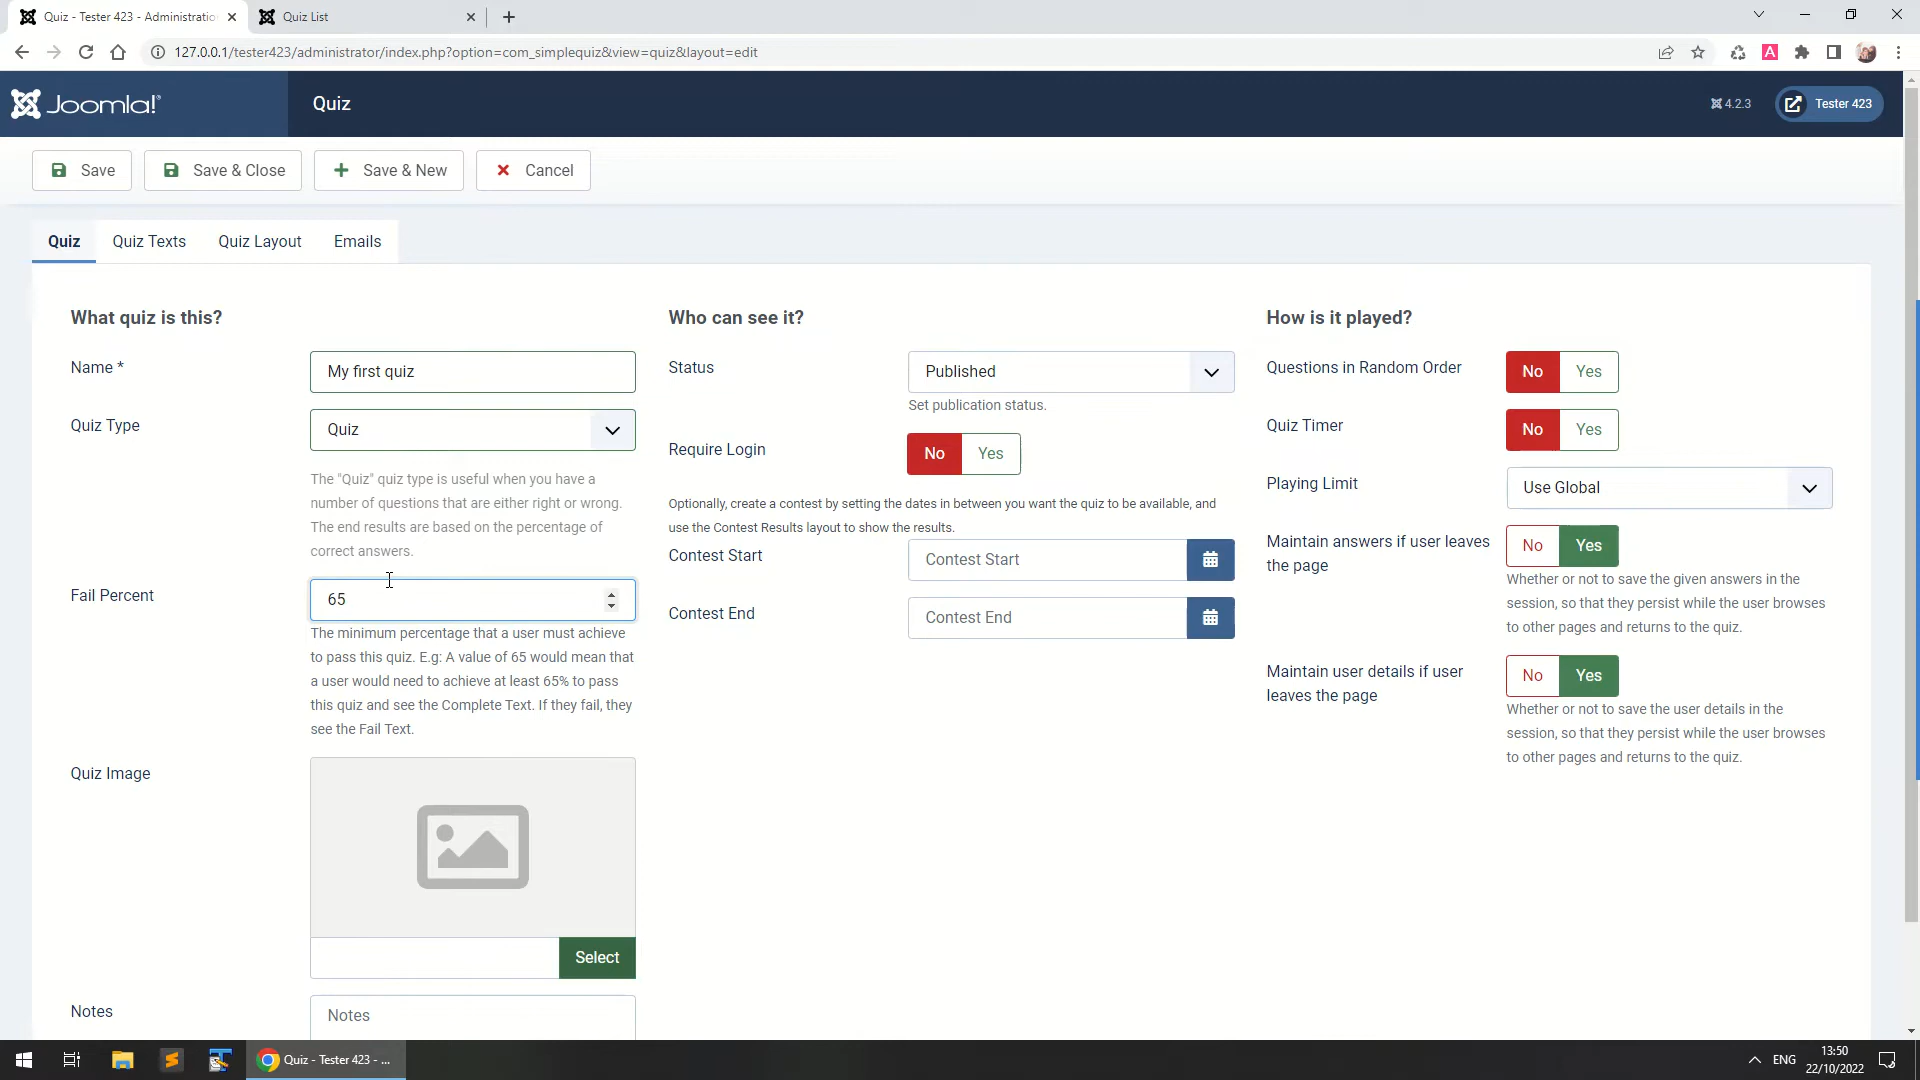 Quiz - Tester 423 - Administratio
Quiz List
127.0.0.1/tester423/administrator/index.php?option=com_simplequiz&view=quiz&layout=edit
A
Joomla!
Quiz
4.2.3
Tester 423
Save
Save & Close
Save & New
Cancel
Quiz
Quiz Texts
Quiz Layout
Emails
What quiz is this?
Name *
My first quiz
Quiz Type
Quiz
The "Quiz" quiz type is useful when you have a
number of questions that are either right or wrong.
The end results are based on the percentage of
correct answers.
Fail Percent
65
The minimum percentage that a user must achieve
to pass this quiz. E.g: A value of 65 would mean that
a user would need to achieve at least 65% to pass
this quiz and see the Complete Text. If they fail, they
see the Fail Text.
Quiz Image
Select
Notes
Notes
Who can see it?
Status
Published
Set publication status.
Require Login
No
Yes
Optionally, create a contest by setting the dates in between you want the quiz to be available, and
use the Contest Results layout to show the results.
Contest Start
Contest Start
Contest End
Contest End
How is it played?
Questions in Random Order
No
Yes
Quiz Timer
No
Yes
Playing Limit
Use Global
Maintain answers if user leaves
the page
No
Yes
Whether or not to save the given answers in the
session, so that they persist while the user browses
to other pages and returns to the quiz.
Maintain user details if user
leaves the page
No
Yes
Whether or not to save the user details in the
session, so that they persist while the user browses
to other pages and returns to the quiz.
Quiz - Tester 423 - ...
ENG
13:50
22/10/2022